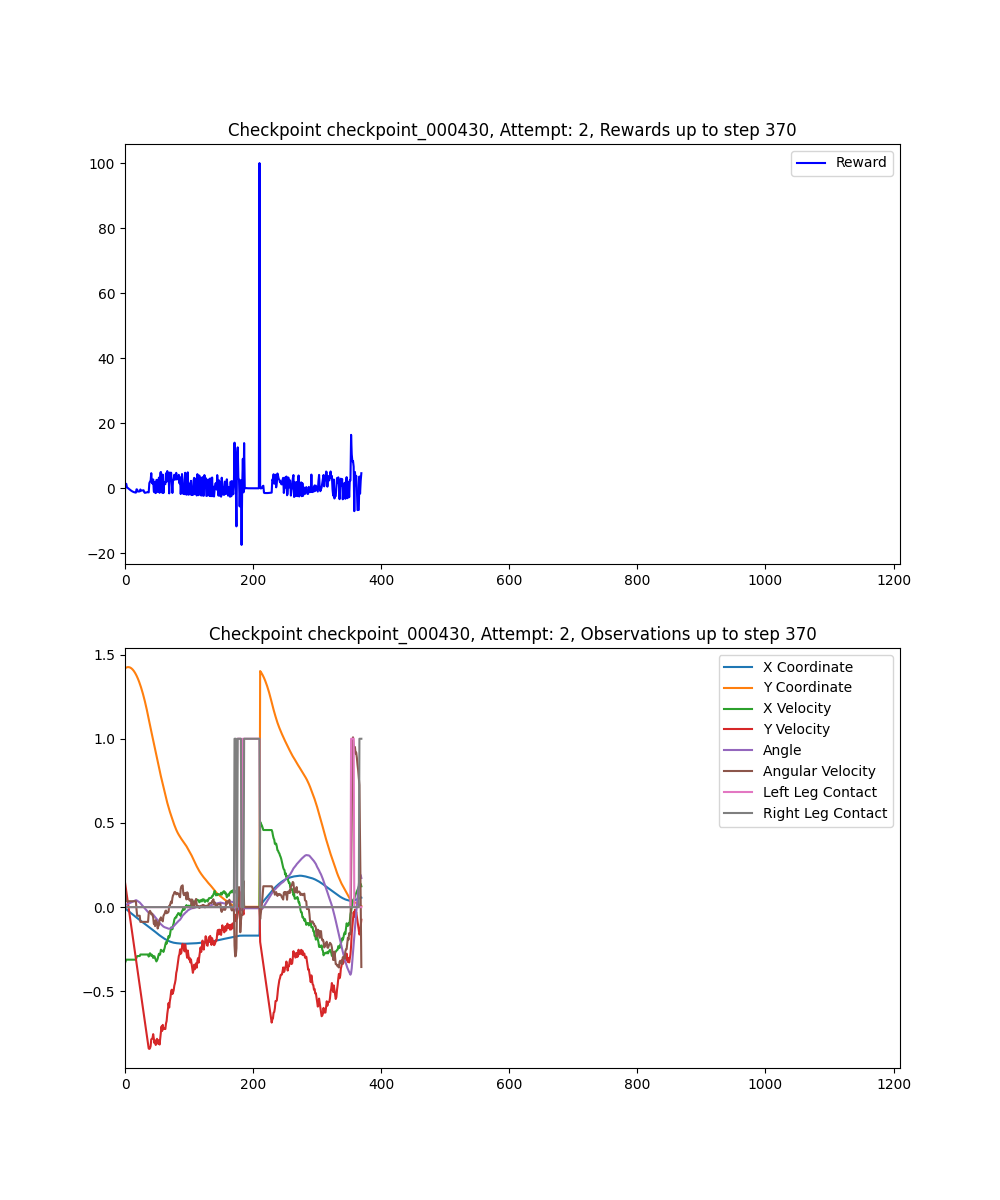 Checkpoint checkpoint_000430, Attempt: 2, Rewards up to step 370
Reward
100
80
60
40
20
0
−20
0 200 400 600 800 1000 1200
Checkpoint checkpoint_000430, Attempt: 2, Observations up to step 370
X Coordinate
Y Coordinate
X Velocity
Y Velocity
Angle
Angular Velocity
Left Leg Contact
Right Leg Contact
1.5
1.0
0.5
0.0
−0.5
0 200 400 600 800 1000 1200